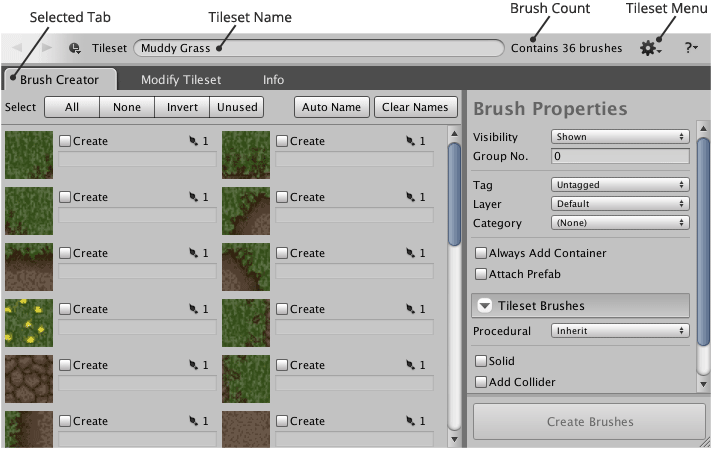 Selected Tab Tileset Name Brush Count Tileset Menu
Tileset Muddy Grass Contains 36 brushes ?
Brush Creator Modify Tileset Info
Select All None Invert Unused Auto Name Clear Names
Create 1 Create 1
Create 1 Create 1
Create 1 Create 1
Create 1 Create 1
Create 1 Create 1
Create 1 Create 1
Brush Properties
Visibility Shown
Group No. 0
Tag Untagged
Layer Default
Category (None)
Always Add Container
Attach Prefab
Tileset Brushes
Procedural Inherit
Solid
Add Collider
Create Brushes